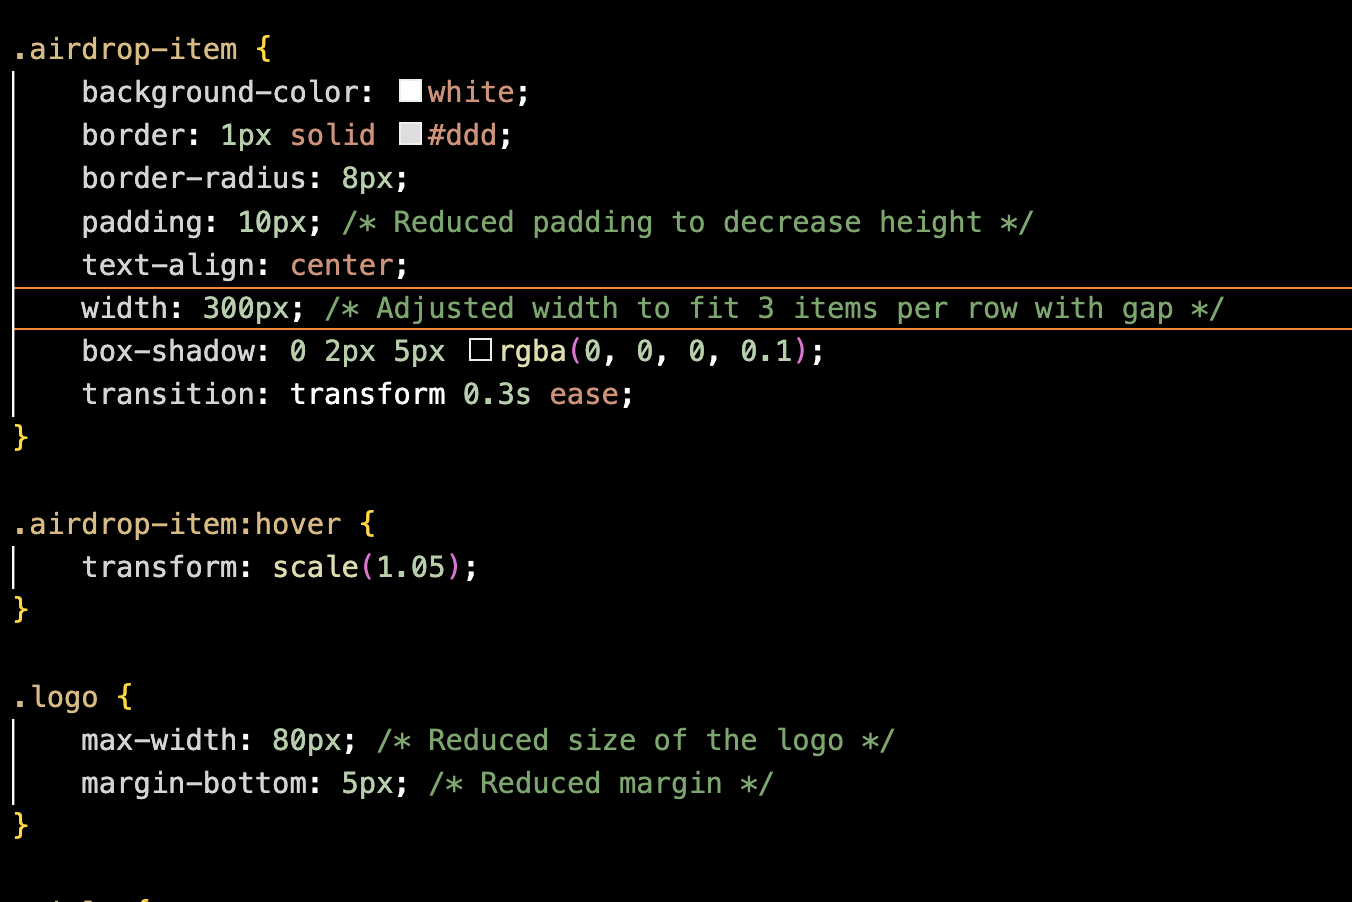 .airdrop-item {
background-color: white;
border: 1px solid #ddd;
border-radius: 8px;
padding: 10px; /* Reduced padding to decrease height */
text-align: center;
width: 300px; /* Adjusted width to fit 3 items per row with gap */
box-shadow: 0 2px 5px rgba(0, 0, 0, 0.1);
transition: transform 0.3s ease;
}
.airdrop-item:hover {
transform: scale(1.05);
}
.logo {
max-width: 80px; /* Reduced size of the logo */
margin-bottom: 5px; /* Reduced margin */
}